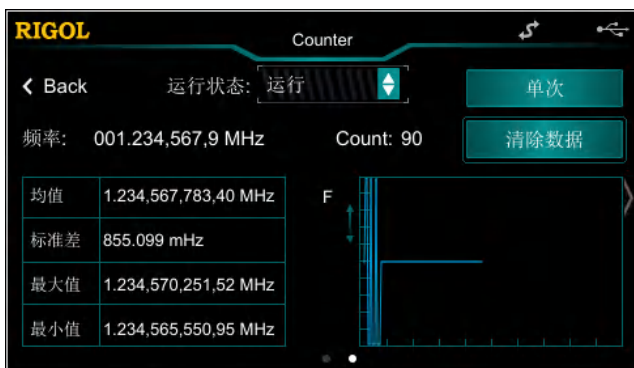 RIGOL
Counter
Back
运行状态: 运行
单次
频率: 001.234,567,9 MHz
Count: 90
清除数据
均值 1.234,567,783,40 MHz
标准差 855.099 mHz
最大值 1.234,570,251,52 MHz
最小值 1.234,565,550,95 MHz
F